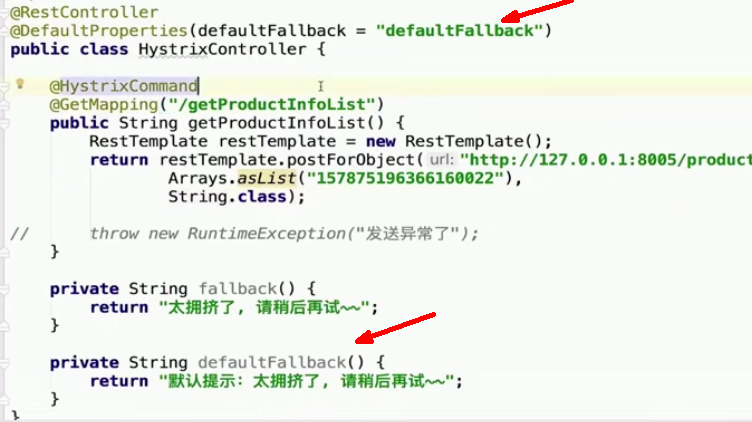 @RestController
@DefaultProperties(defaultFallback = "defaultFallback")
public class HystrixController {
@HystrixCommand
@GetMapping("/getProductInfoList")
public String getProductInfoList() {
RestTemplate restTemplate = new RestTemplate();
return restTemplate.postForObject( url: "http://127.0.0.1:8005/product
Arrays.asList("157875196366160022"),
String.class);
// throw new RuntimeException("发送异常了");
}
private String fallback() {
return "太拥挤了, 请稍后再试~~";
}
private String defaultFallback() {
return "默认提示: 太拥挤了, 请稍后再试~~";
}
}